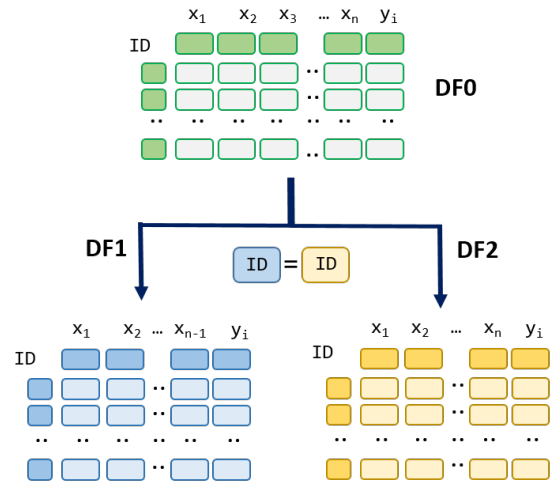 x₁ x₂ x₃ … xₙ yᵢ
ID
DF0
.. 
.. 
.. .. .. .. .. ..
..
DF1
DF2
ID = ID
x₁ x₂ … xₙ₋₁ yᵢ
ID
..
..
.. .. .. .. .. ..
..
x₁ x₂ … xₙ yᵢ
ID
..
..
.. .. .. .. .. ..
..